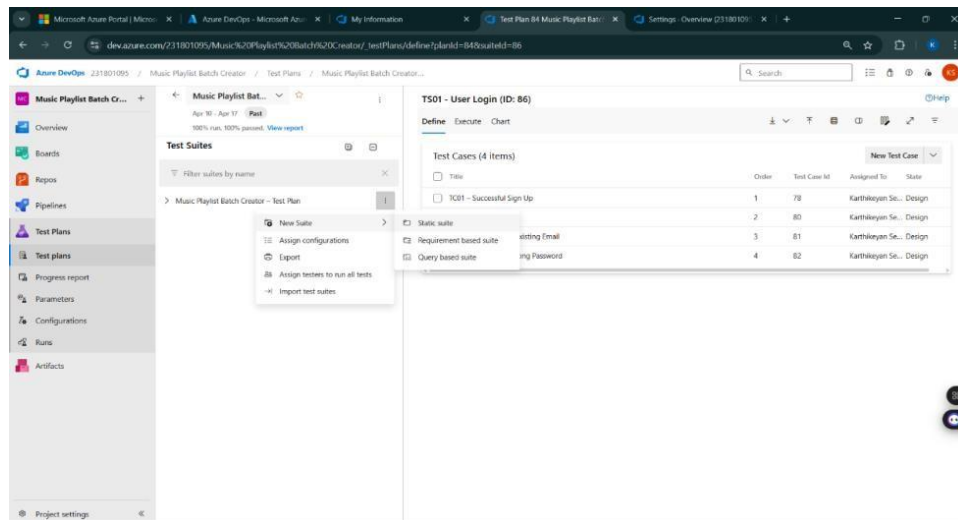 Microsoft Azure Portal | Micro
Azure DevOps - Microsoft Azur
My Information
Test Plan 84 Music Playlist Batc
Settings - Overview (231801095
dev.azure.com/231801095/Music%20Playlist%20Batch%20Creator/_testPlans/define?planId=84&suiteId=86
Azure DevOps 231801095 / Music Playlist Batch Creator / Test Plans / Music Playlist Batch Creator...
Search
KS
Music Playlist Batch Cr... +
Overview
Boards
Repos
Pipelines
Test Plans
Test plans
Progress report
Parameters
Configurations
Runs
Artifacts
Project settings
Music Playlist Bat...
Apr 10 - Apr 17 Past
100% run, 100% passed. View report
Test Suites
Filter suites by name
Music Playlist Batch Creator – Test Plan
New Suite
Assign configurations
Export
Assign testers to run all tests
Import test suites
Static suite
Requirement based suite
Query based suite
TS01 - User Login (ID: 86)
Help
Define Execute Chart
Test Cases (4 items)
New Test Case
Title Order Test Case Id Assigned To State
TC01 – Successful Sign Up 1 78 Karthikeyan Se... Design
2 80 Karthikeyan Se... Design
xisting Email 3 81 Karthikeyan Se... Design
ong Password 4 82 Karthikeyan Se... Design